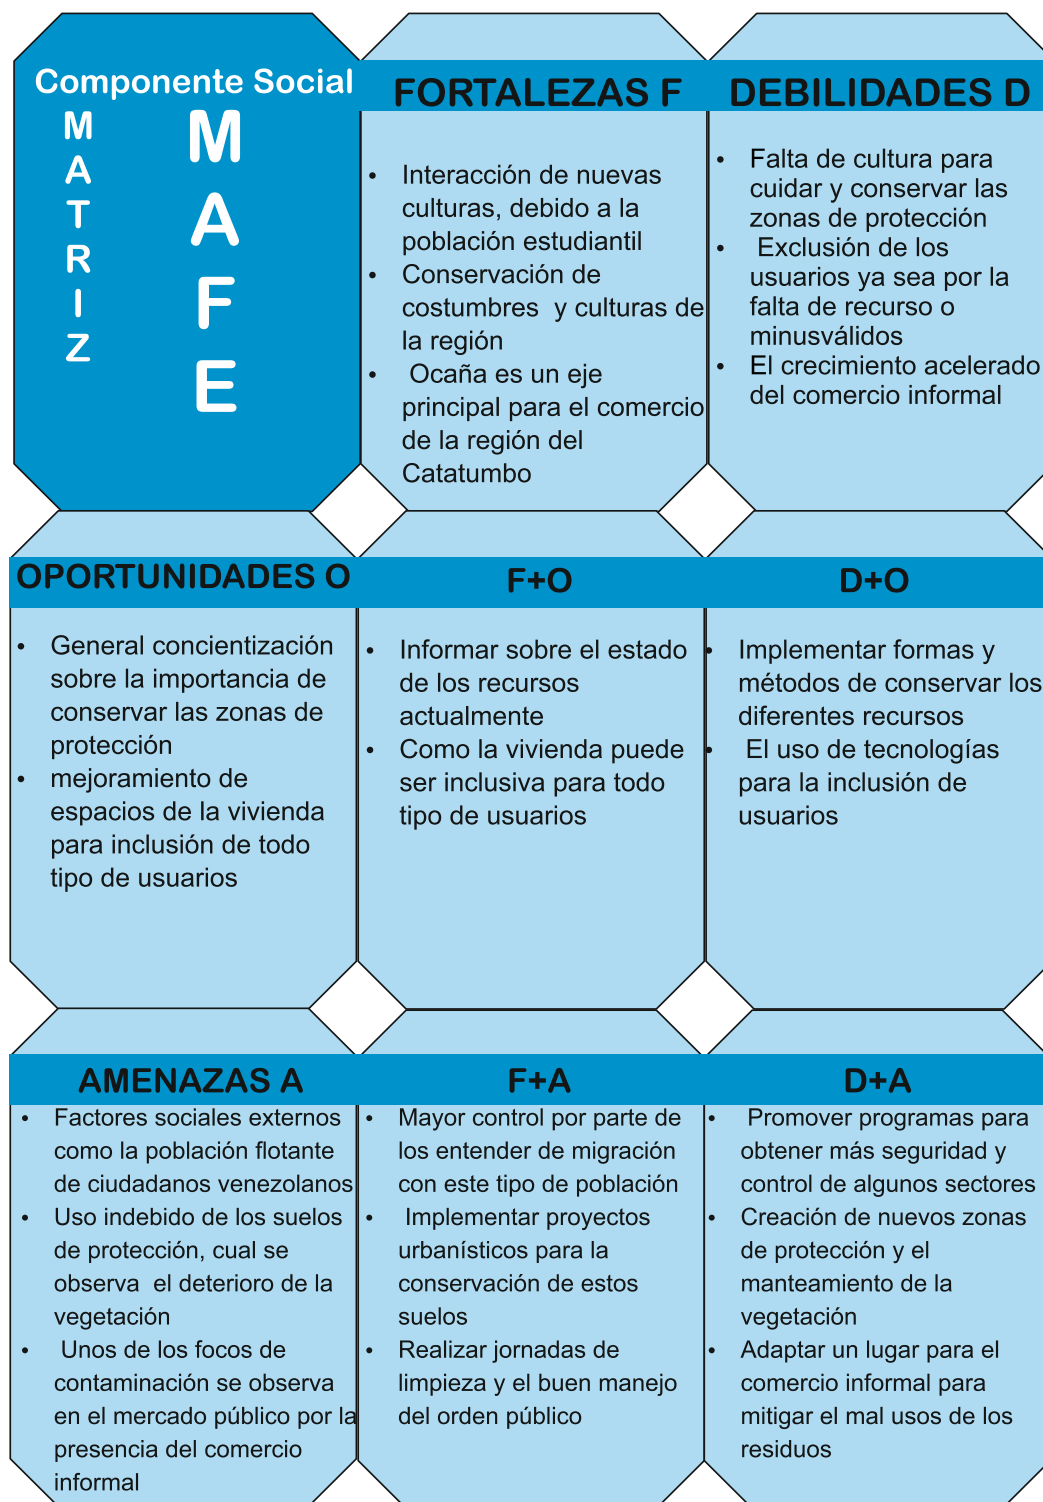 Componente Social
MATRIZ
MAFE
FORTALEZAS F
• Interacción de nuevas
culturas, debido a la
población estudiantil
• Conservación de
costumbres y culturas de
la región
• Ocaña es un eje
principal para el comercio
de la región del
Catatumbo
DEBILIDADES D
• Falta de cultura para
cuidar y conservar las
zonas de protección
• Exclusión de los
usuarios ya sea por la
falta de recurso o
minusválidos
• El crecimiento acelerado
del comercio informal
OPORTUNIDADES O
• General concientización
sobre la importancia de
conservar las zonas de
protección
• mejoramiento de
espacios de la vivienda
para inclusión de todo
tipo de usuarios
F+O
• Informar sobre el estado
de los recursos
actualmente
• Como la vivienda puede
ser inclusiva para todo
tipo de usuarios
D+O
• Implementar formas y
métodos de conservar los
diferentes recursos
• El uso de tecnologías
para la inclusión de
usuarios
AMENAZAS A
• Factores sociales externos
como la población flotante
de ciudadanos venezolanos
• Uso indebido de los suelos
de protección, cual se
observa el deterioro de la
vegetación
• Unos de los focos de
contaminación se observa
en el mercado público por la
presencia del comercio
informal
F+A
• Mayor control por parte de
los entender de migración
con este tipo de población
• Implementar proyectos
urbanísticos para la
conservación de estos
suelos
• Realizar jornadas de
limpieza y el buen manejo
del orden público
D+A
• Promover programas para
obtener más seguridad y
control de algunos sectores
• Creación de nuevos zonas
de protección y el
manteamiento de la
vegetación
• Adaptar un lugar para el
comercio informal para
mitigar el mal usos de los
residuos